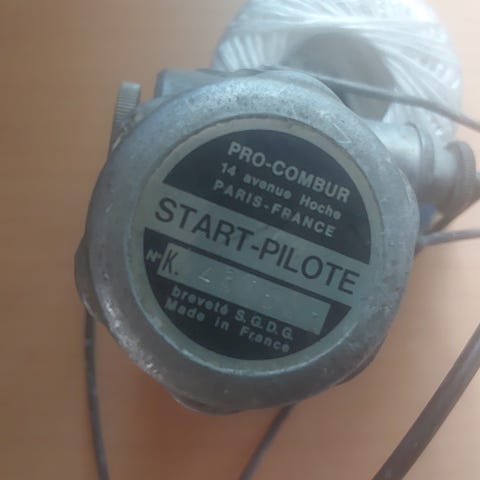 PRO-COMBUR
14 avenue Hoche
PARIS-FRANCE
START-PILOTE
N° K.
breveté S.G.D.G.
Made in France